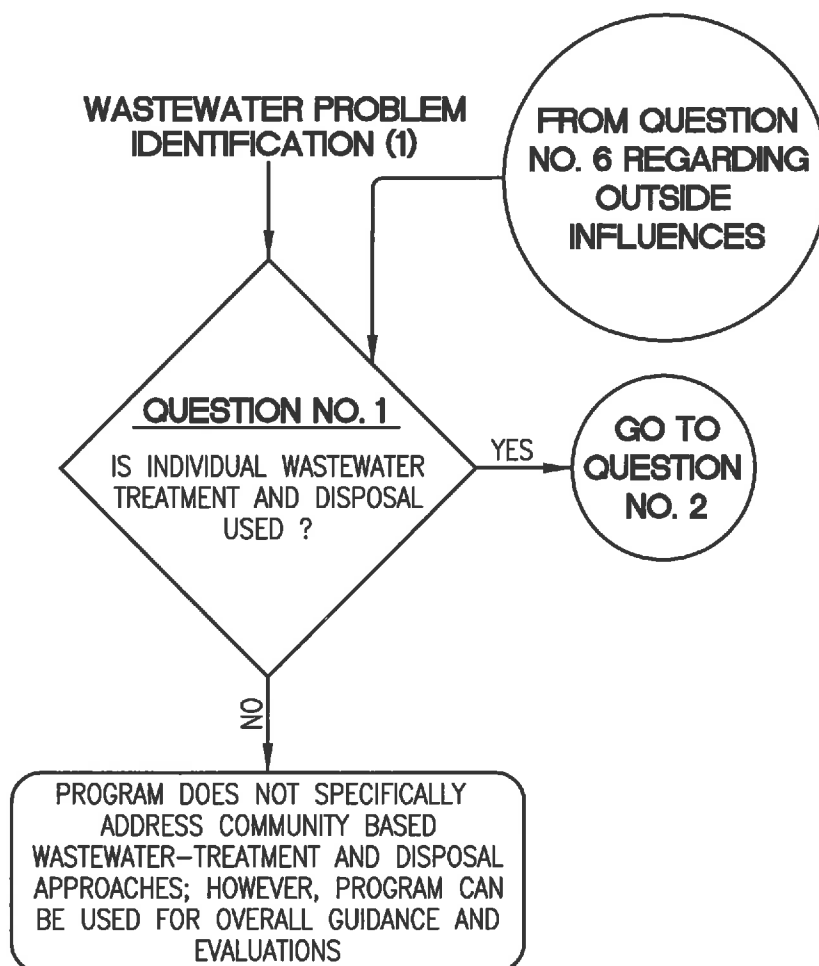 WASTEWATER PROBLEM
IDENTIFICATION (1)
FROM QUESTION
NO. 6 REGARDING
OUTSIDE
INFLUENCES
QUESTION NO. 1
IS INDIVIDUAL WASTEWATER
TREATMENT AND DISPOSAL
USED ?
YES
GO TO
QUESTION
NO. 2
NO
PROGRAM DOES NOT SPECIFICALLY
ADDRESS COMMUNITY BASED
WASTEWATER-TREATMENT AND DISPOSAL
APPROACHES; HOWEVER, PROGRAM CAN
BE USED FOR OVERALL GUIDANCE AND
EVALUATIONS